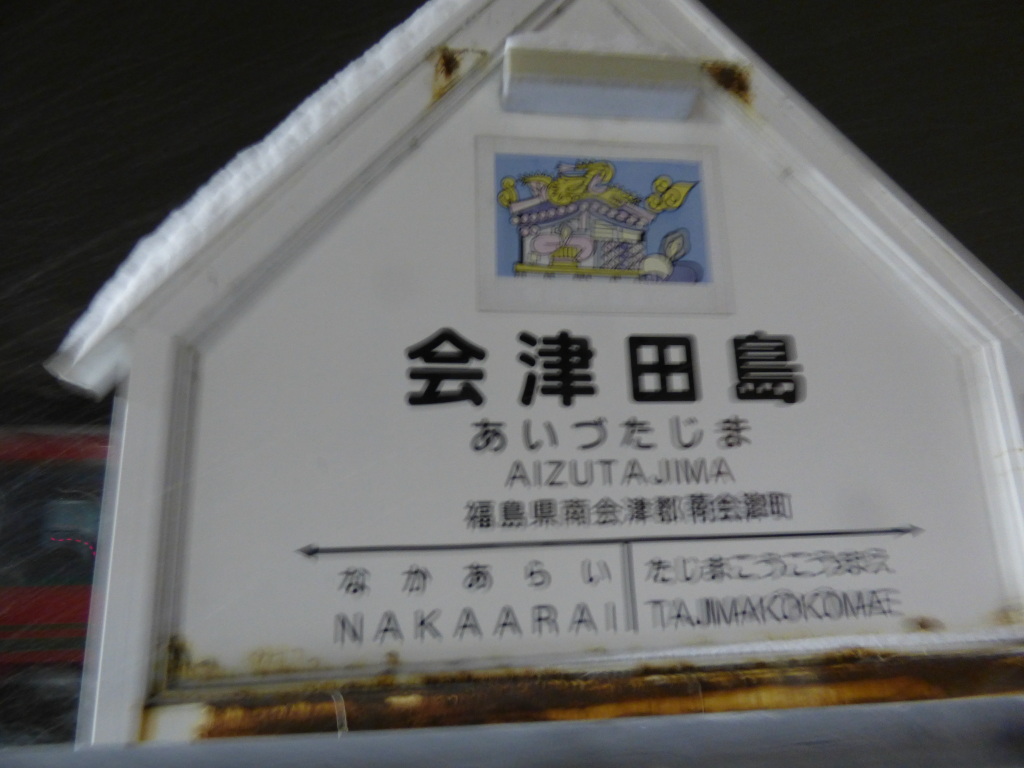 会津田島
あいづたじま
AIZUTAJIMA
福島県南会津郡南会津町
なかあらい たじまこうこうまえ
NAKAARAI TAJIMAKOKOMAE